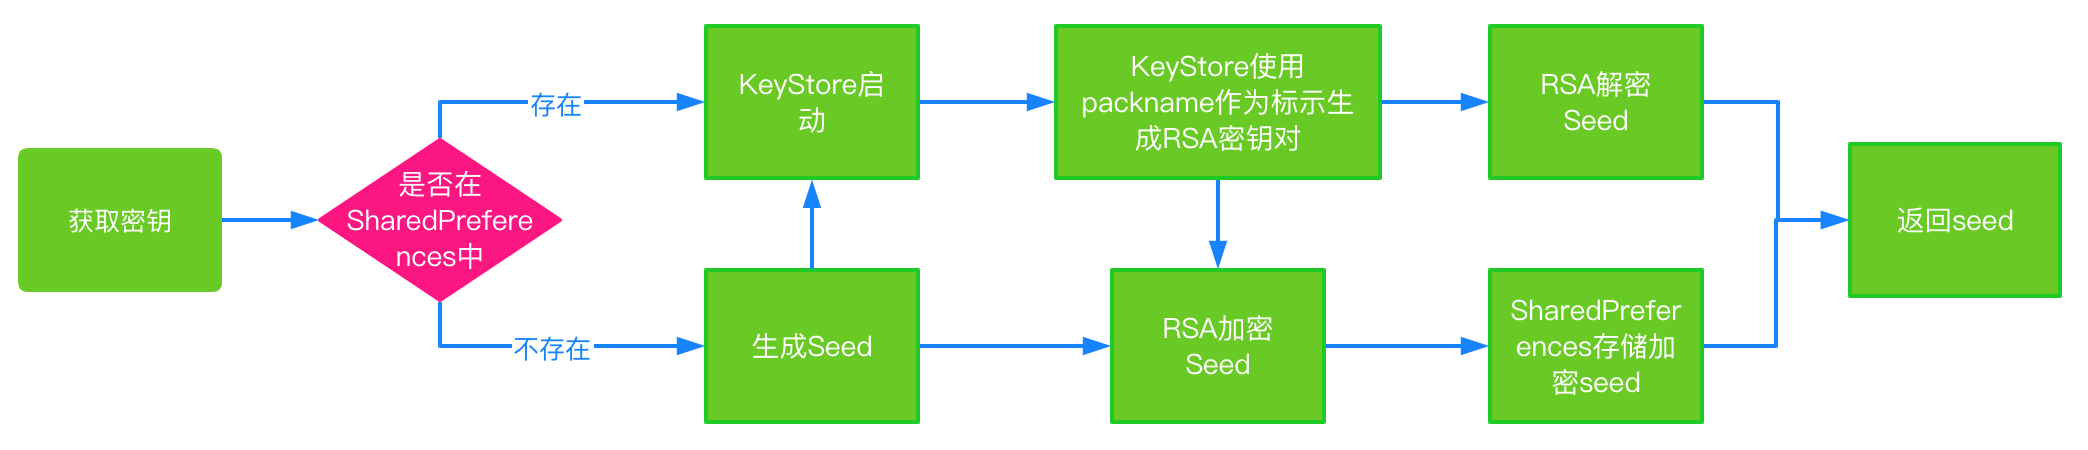 获取密钥
是否在
SharedPrefere
nces中
存在
不存在
KeyStore启
动
KeyStore使用
packname作为标示生
成RSA密钥对
RSA解密
Seed
生成Seed
RSA加密
Seed
SharedPrefer
ences存储加
密seed
返回seed